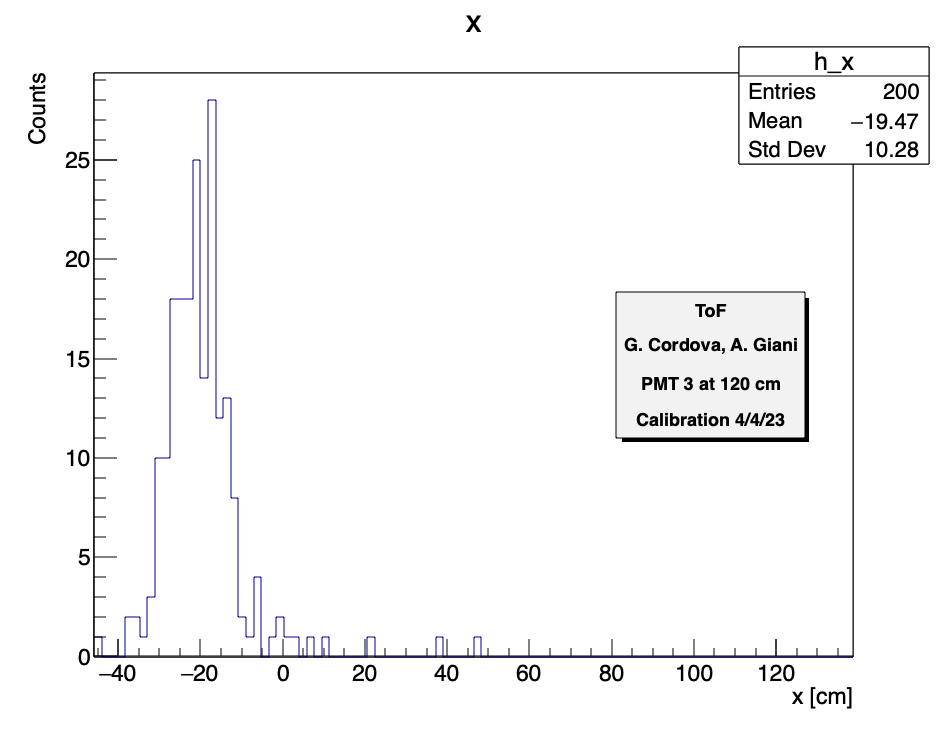 X
h_x
Entries 200
Mean −19.47
Std Dev 10.28
Counts
25
20
15
10
5
0
ToF
G. Cordova, A. Giani
PMT 3 at 120 cm
Calibration 4/4/23
−40 −20 0 20 40 60 80 100 120
x [cm]